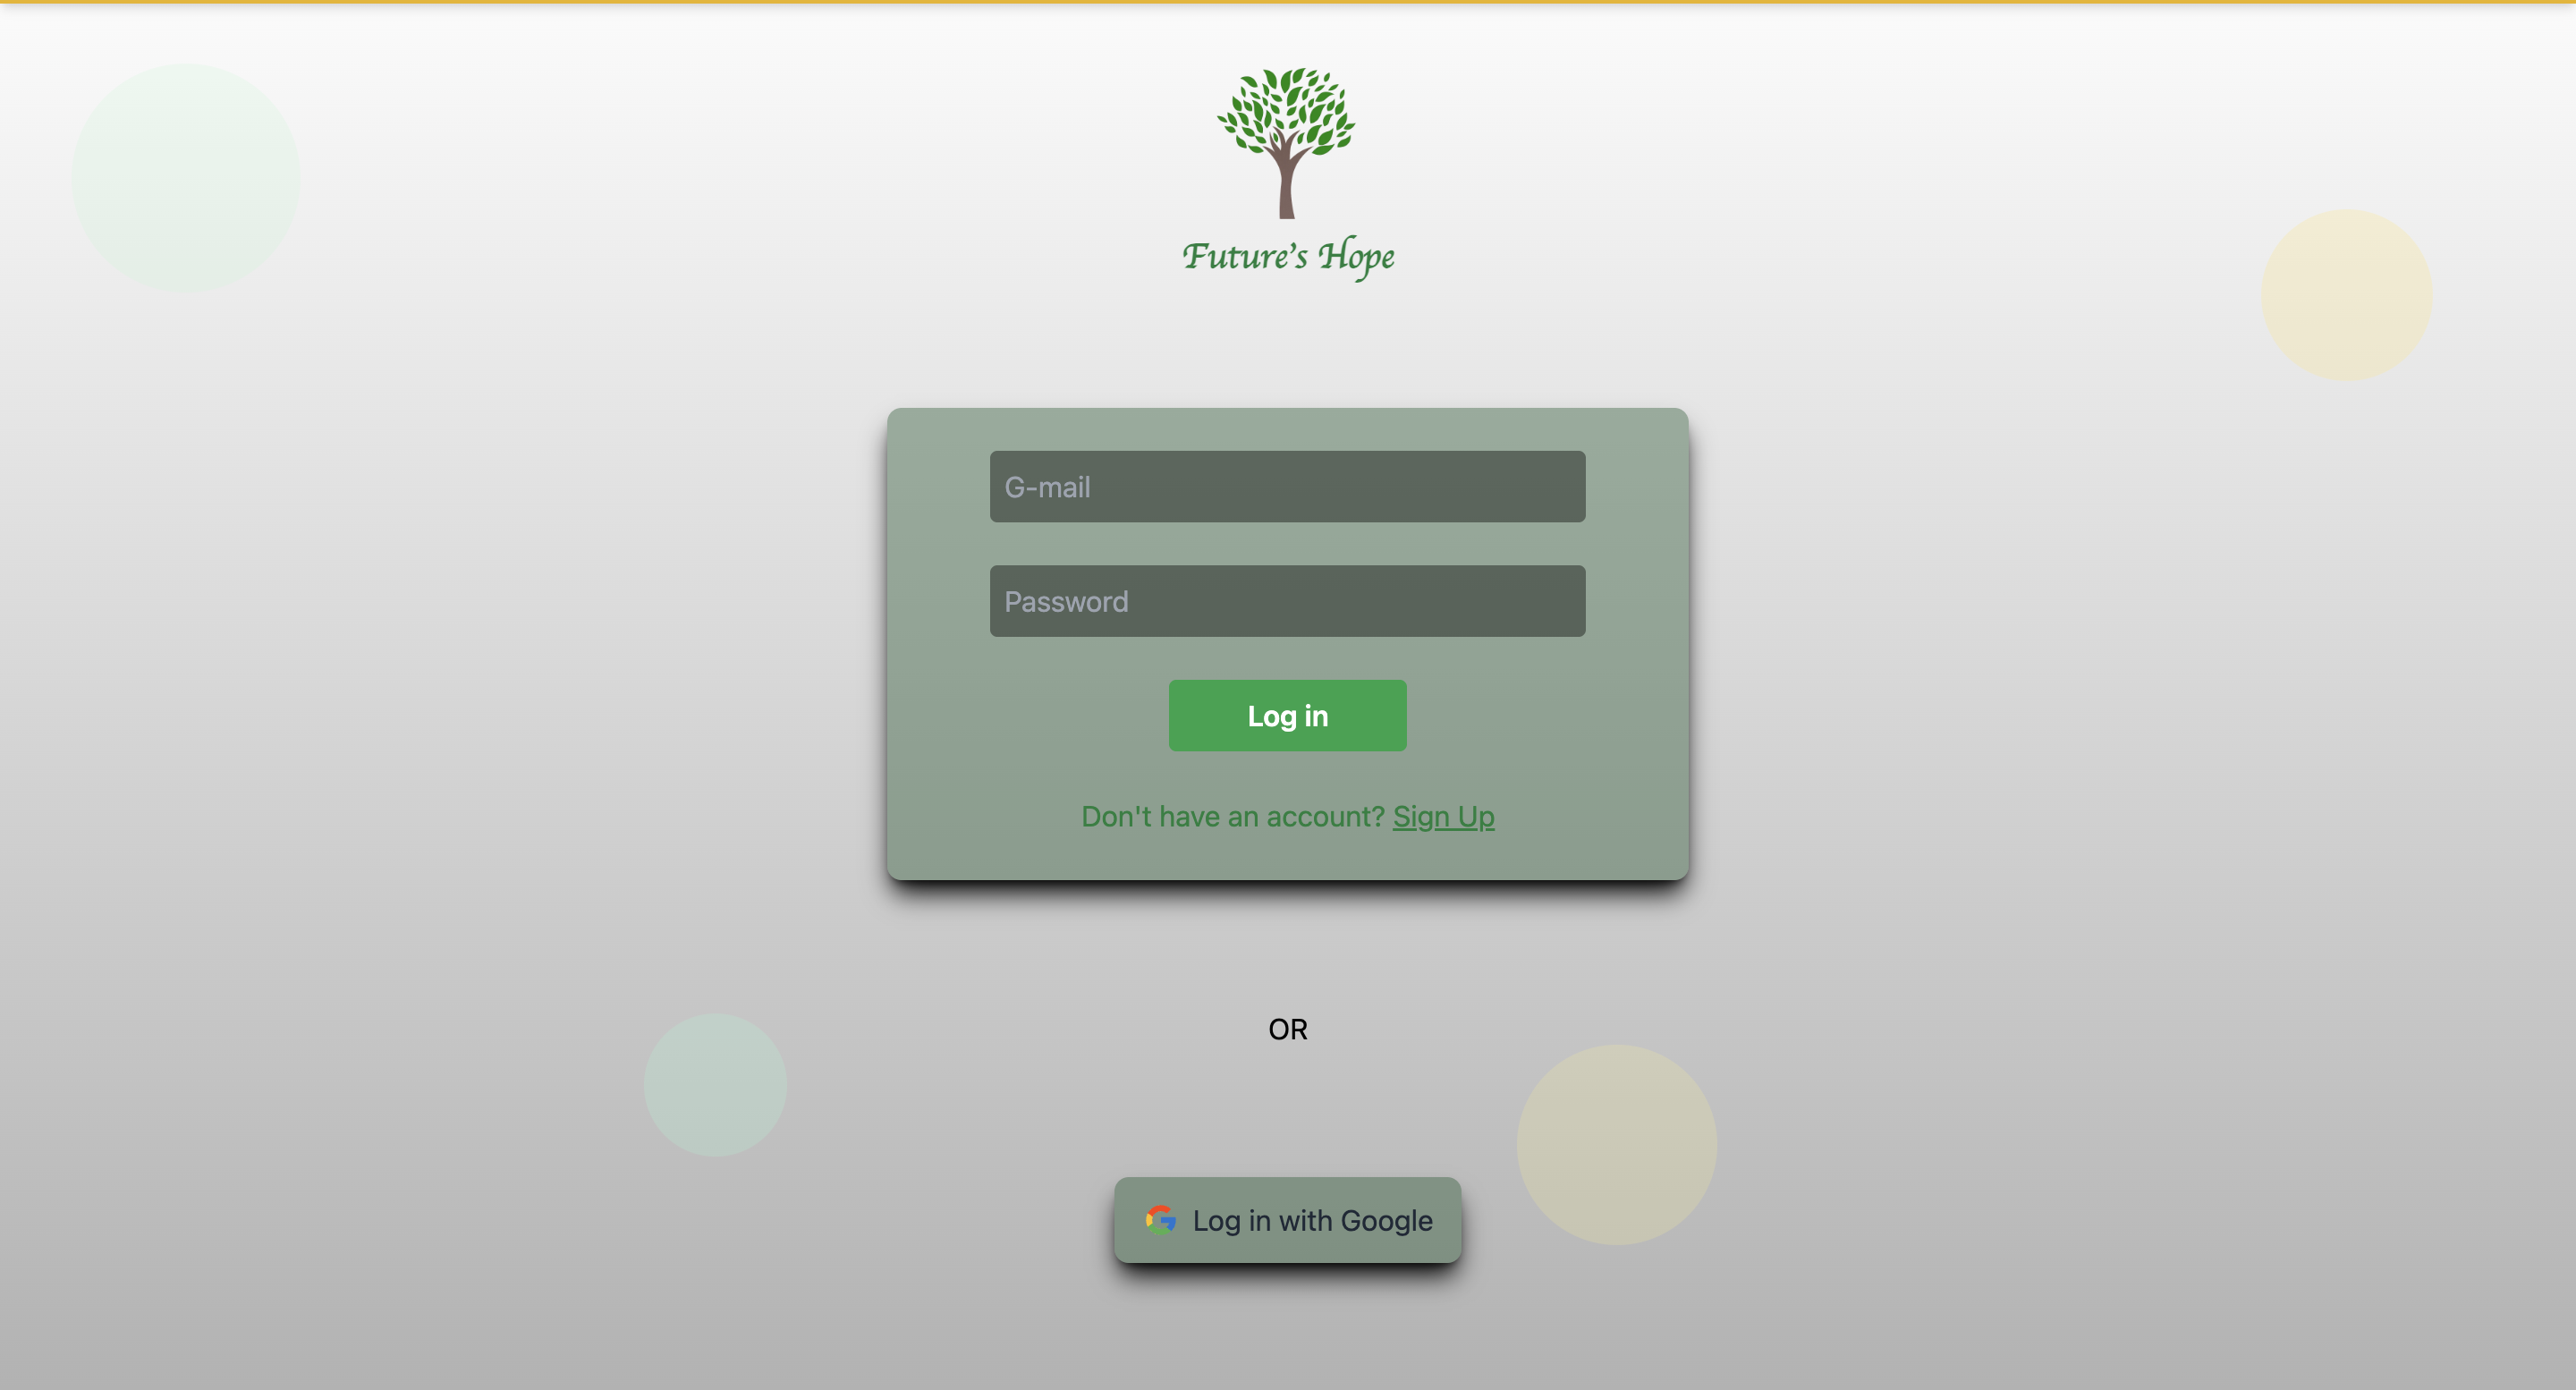 Future's Hope
G-mail
Password
Log in
Don't have an account? Sign Up
OR
Log in with Google